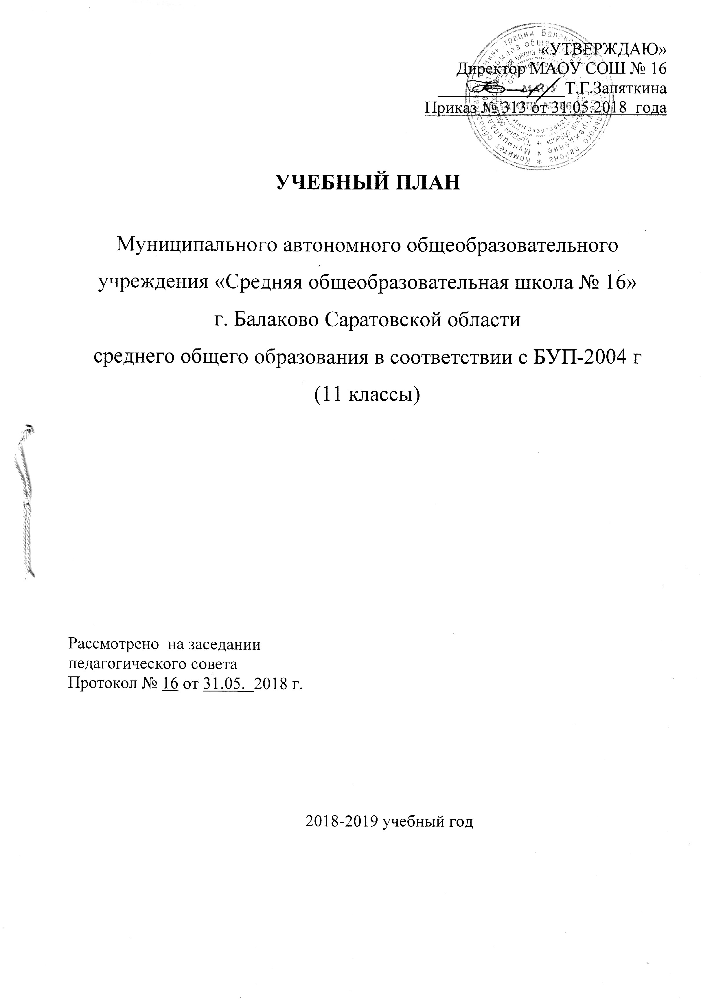 «УТВЕРЖДАЮ»
Директор МАОУ СОШ № 16
Т.Г.Запяткина
Приказ № 313 от 31.05.2018 года
УЧЕБНЫЙ ПЛАН
Муниципального автономного общеобразовательного
учреждения «Средняя общеобразовательная школа № 16»
г. Балаково Саратовской области
среднего общего образования в соответствии с БУП-2004 г
(11 классы)
Рассмотрено на заседании
педагогического совета
Протокол № 16 от 31.05. 2018 г.
2018-2019 учебный год